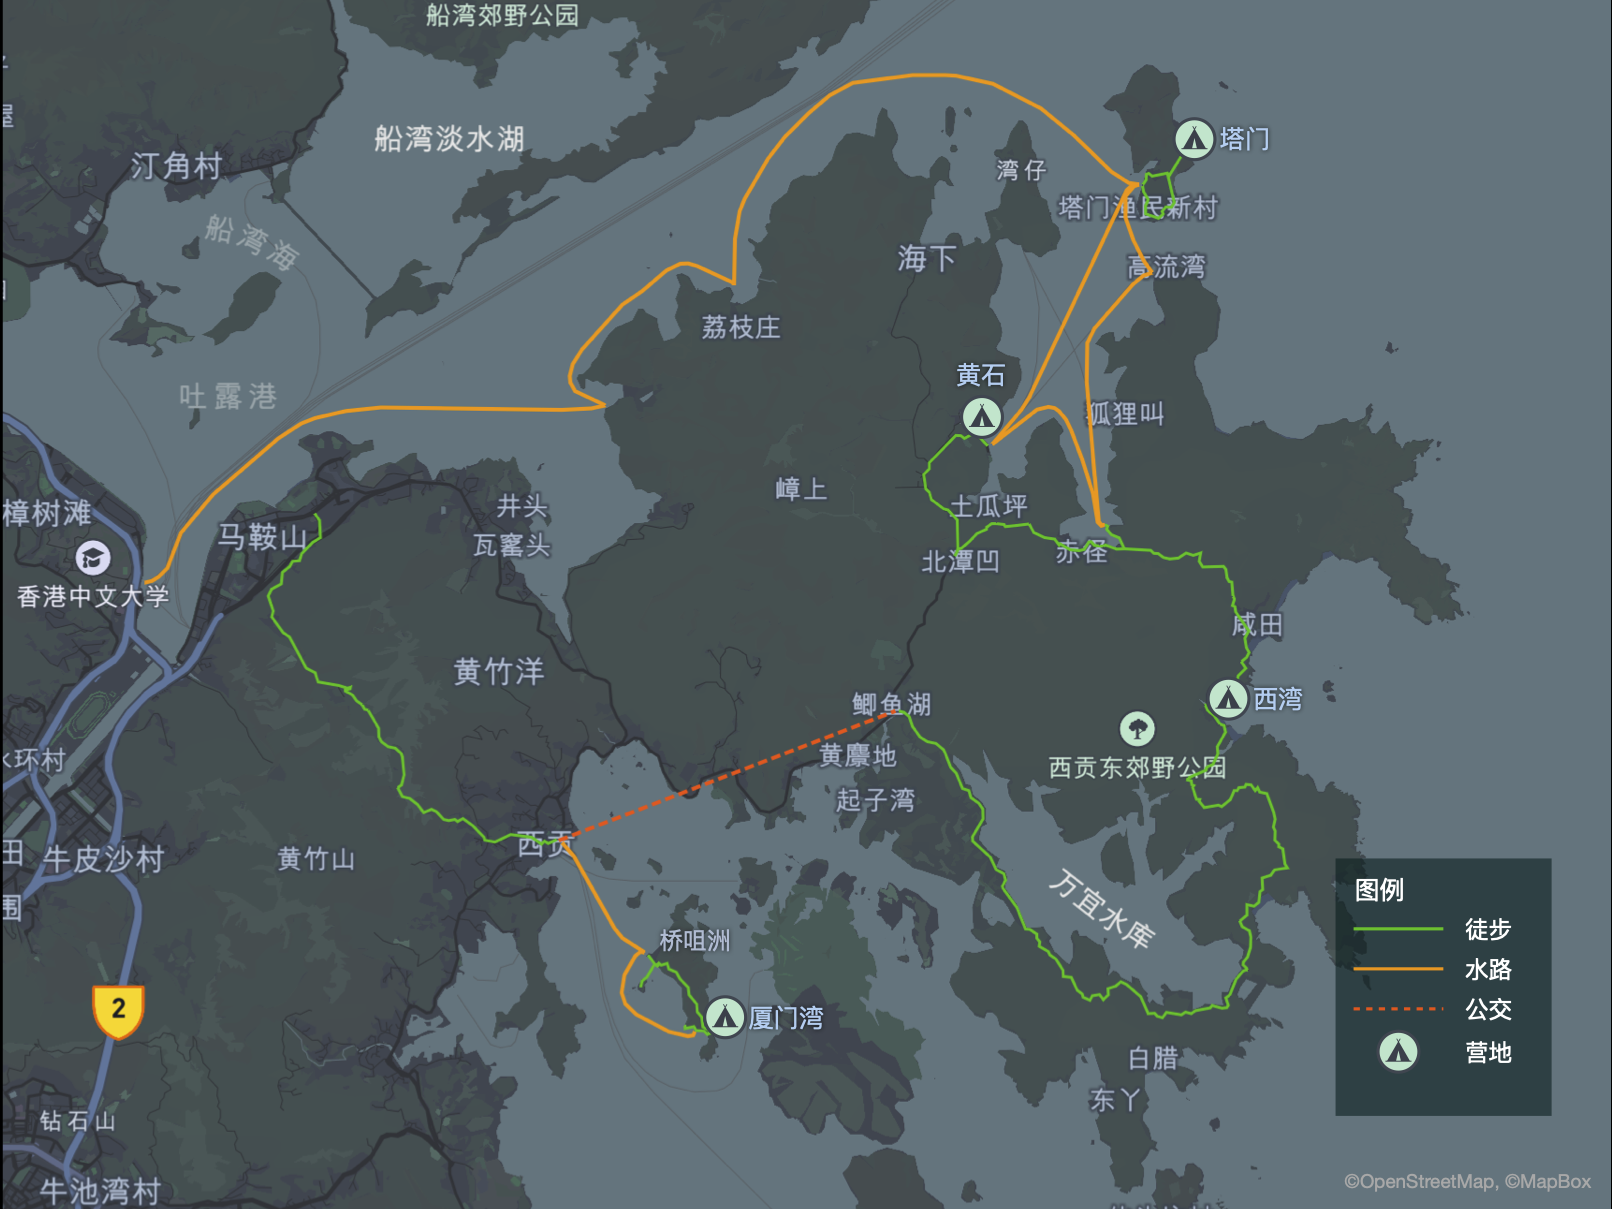 船湾郊野公园
船湾淡水湖
汀角村
塔门
湾仔
塔门渔民新村
船湾海
海下
高流湾
荔枝庄
黄石
吐露港
狐狸叫
嶂上
井头
土瓜坪
樟树滩
马鞍山
瓦窰头
赤径
北潭凹
香港中文大学
咸田
黄竹洋
西湾
鲫鱼湖
黄麖地
水环村
西贡东郊野公园
起子湾
西贡
田
牛皮沙村
黄竹山
围
万宜水库
桥咀洲
厦门湾
2
白腊
东丫
钻石山
牛池湾村
图例
徒步
水路
公交
营地
©OpenStreetMap, ©MapBox